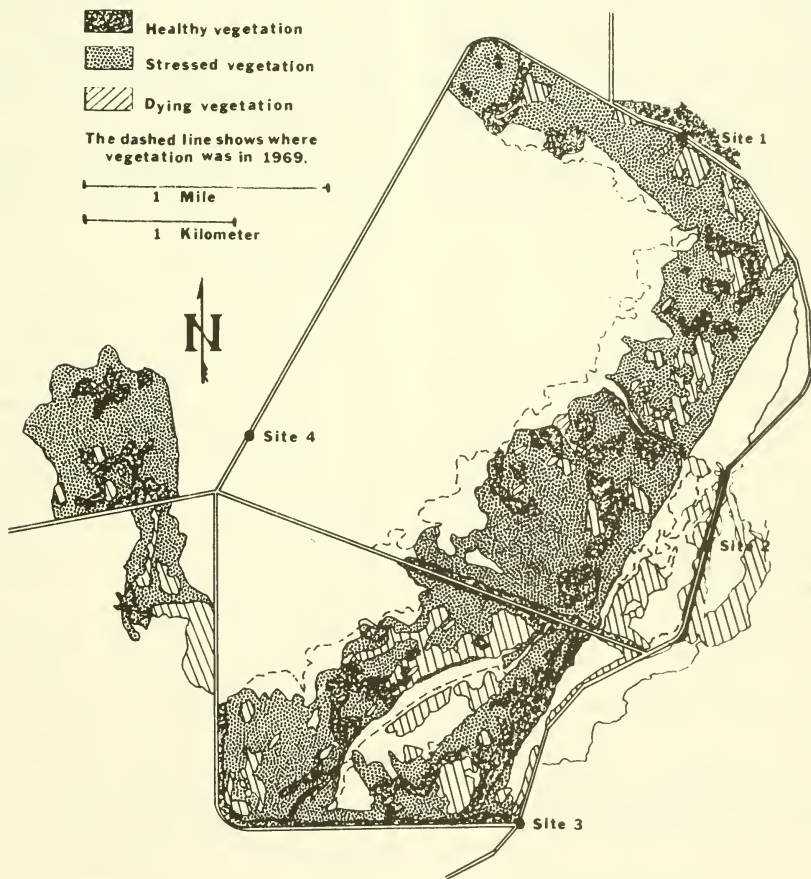 Healthy vegetation
Stressed vegetation
Dying vegetation
The dashed line shows where
vegetation was in 1969.
1 Mile
1 Kilometer
N
Site 1
Site 4
Site 2
Site 3